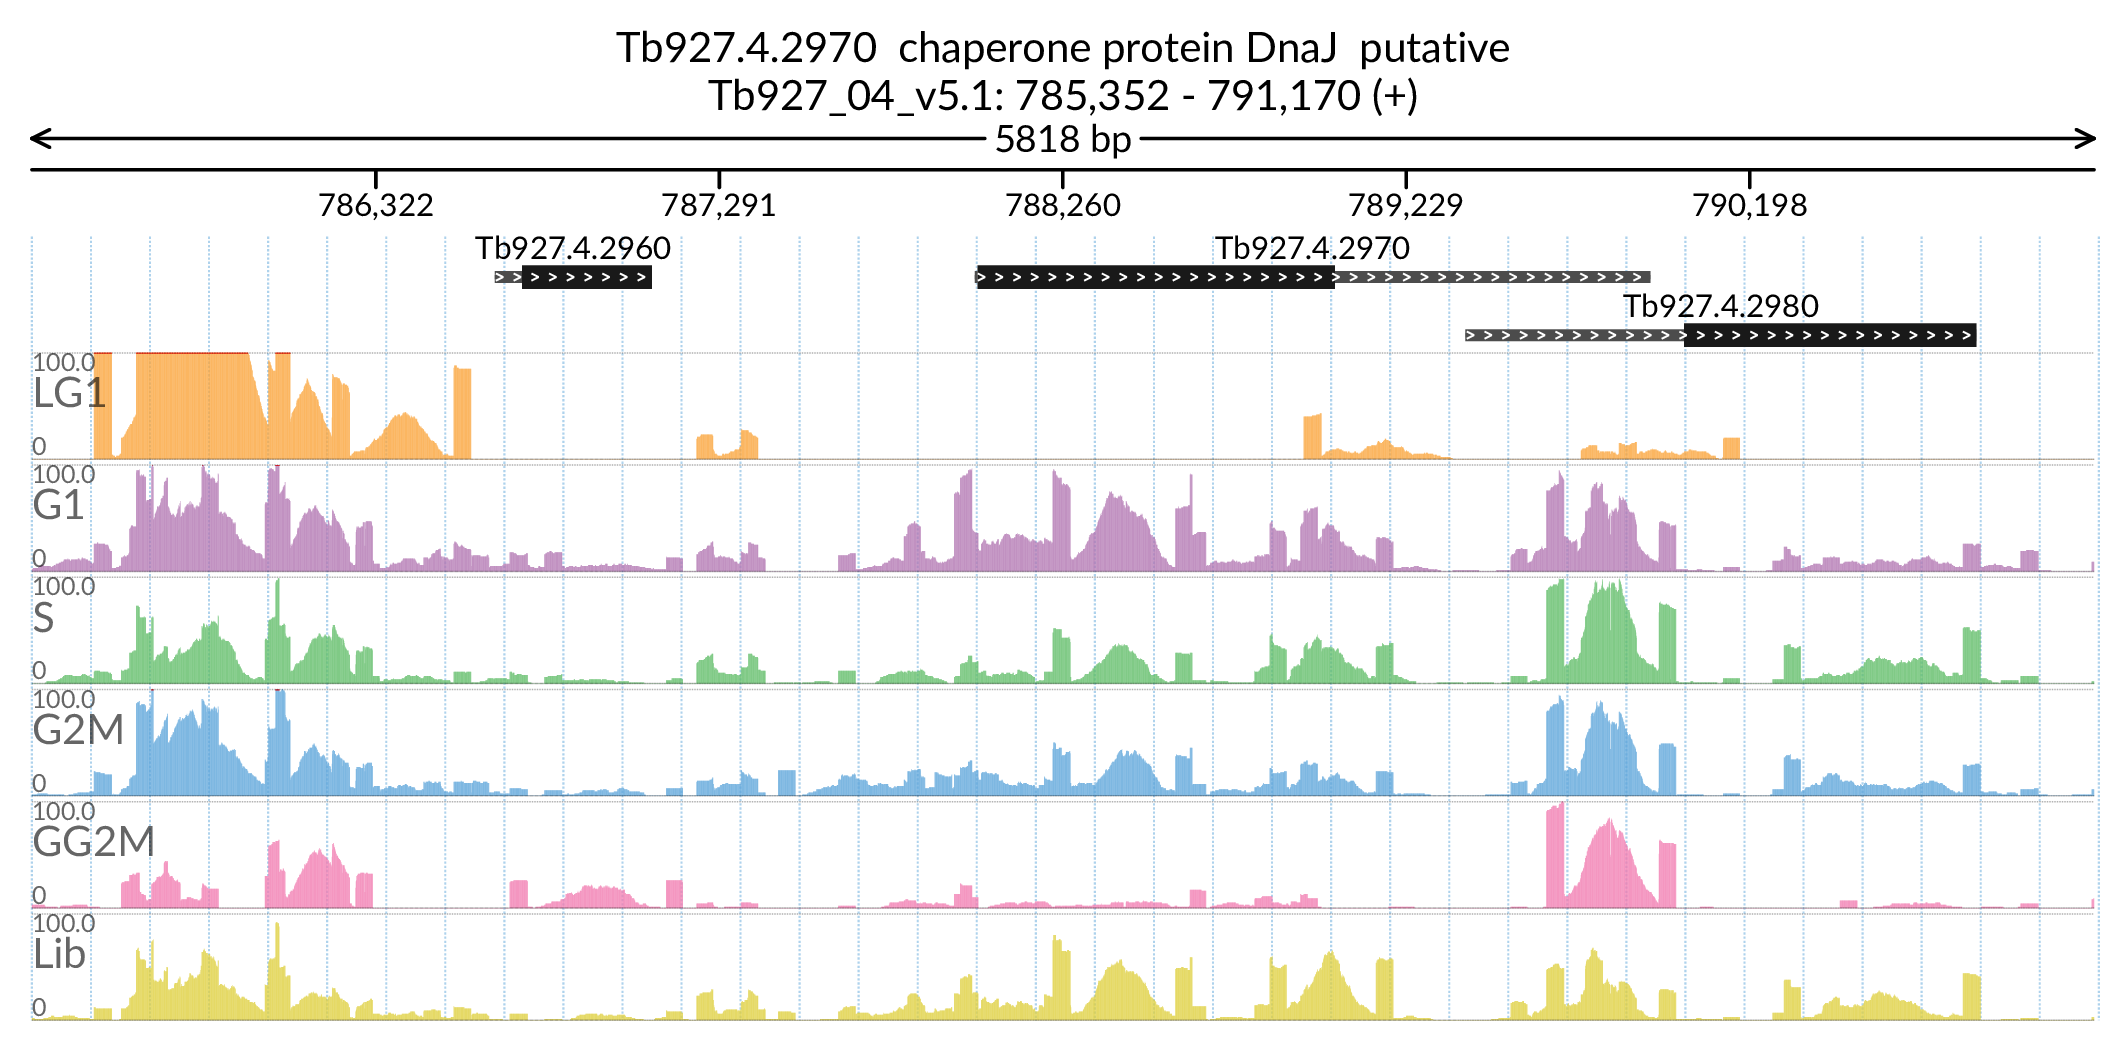 Tb927.4.2970  chaperone protein DnaJ  putative
Tb927_04_v5.1: 785,352 - 791,170 (+)
5818 bp
786,322 787,291 788,260 789,229 790,198
Tb927.4.2960 Tb927.4.2970
Tb927.4.2980
100.0
LG1
0
100.0
G1
0
100.0
S
0
100.0
G2M
0
100.0
GG2M
0
100.0
Lib
0